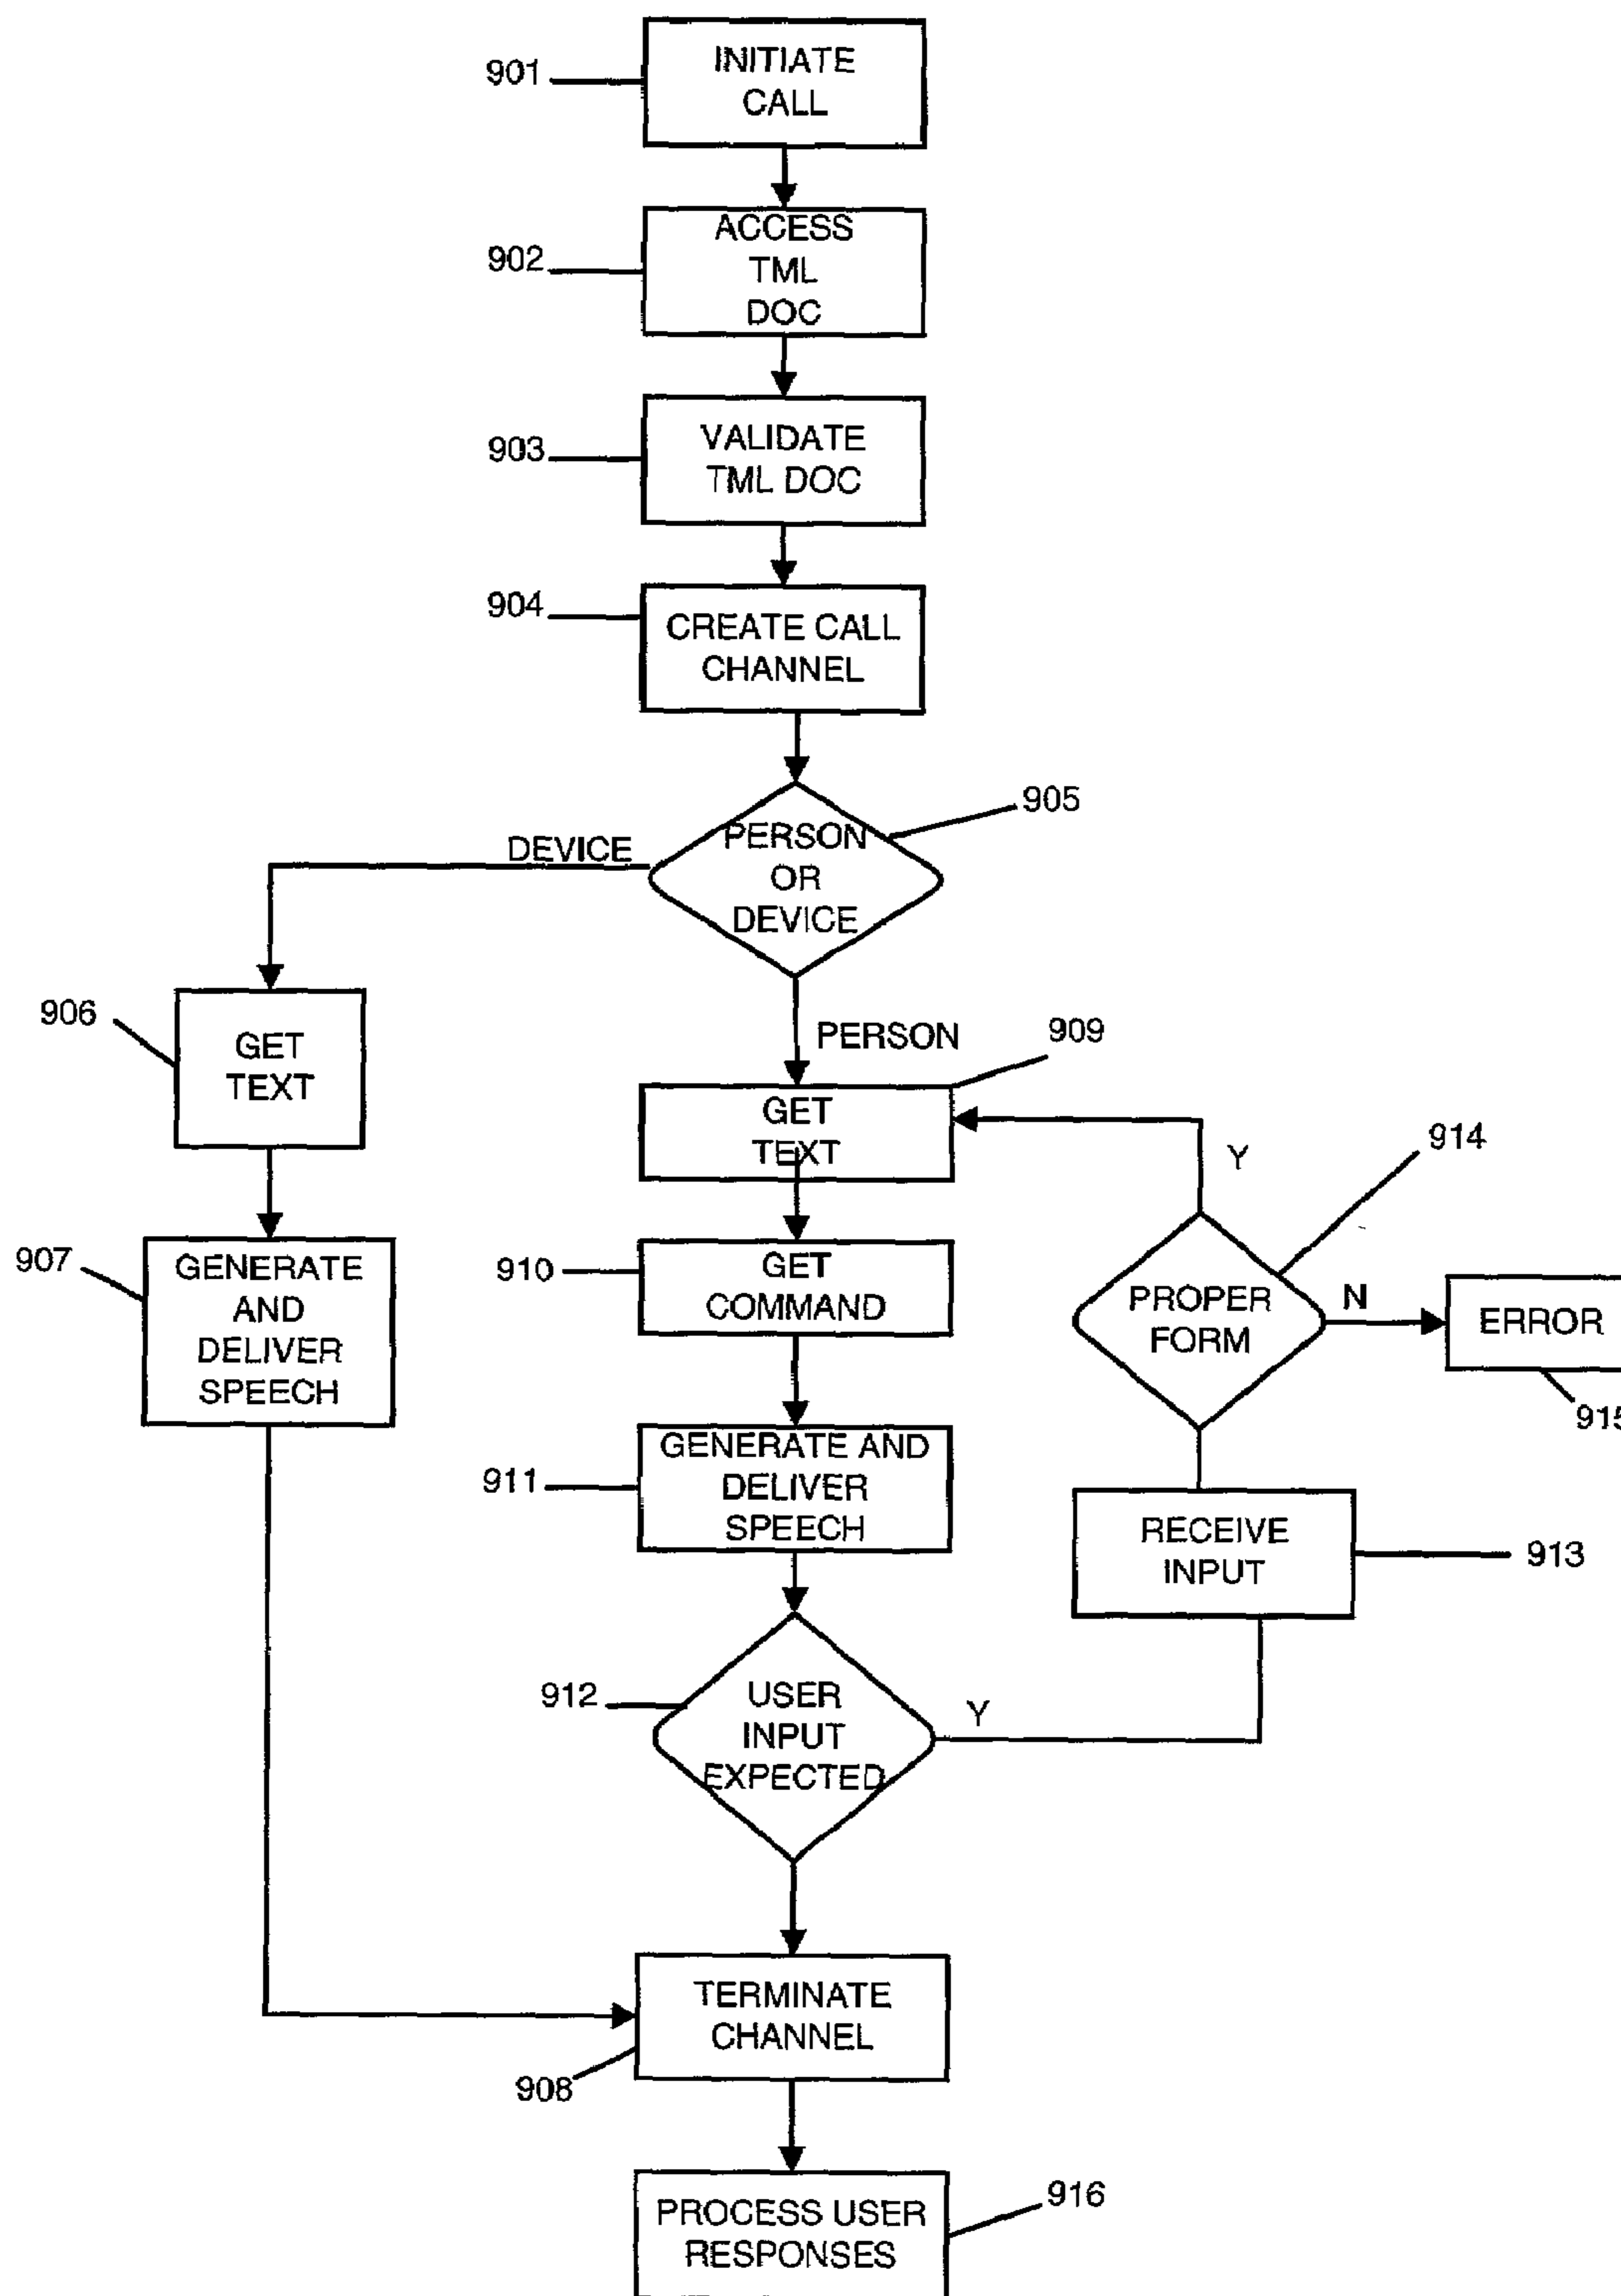 901
INITIATE
CALL
902
ACCESS
TML
DOC
903
VALIDATE
TML DOC
904
CREATE CALL
CHANNEL
905
PERSON
OR
DEVICE
DEVICE
906
GET
TEXT
PERSON
909
GET
TEXT
Y
914
907
GENERATE
AND
DELIVER
SPEECH
910
GET
COMMAND
PROPER
FORM
N
ERROR
915
911
GENERATE AND
DELIVER
SPEECH
RECEIVE
INPUT
913
912
USER
INPUT
EXPECTED
Y
TERMINATE
CHANNEL
908
PROCESS USER
RESPONSES
916